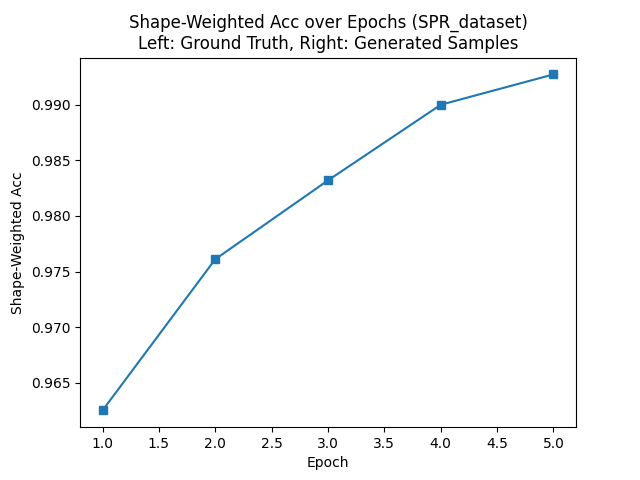 Shape-Weighted Acc over Epochs (SPR_dataset)
Left: Ground Truth, Right: Generated Samples
0.990
0.985
0.980
0.975
0.970
0.965
Shape-Weighted Acc
1.0 1.5 2.0 2.5 3.0 3.5 4.0 4.5 5.0
Epoch